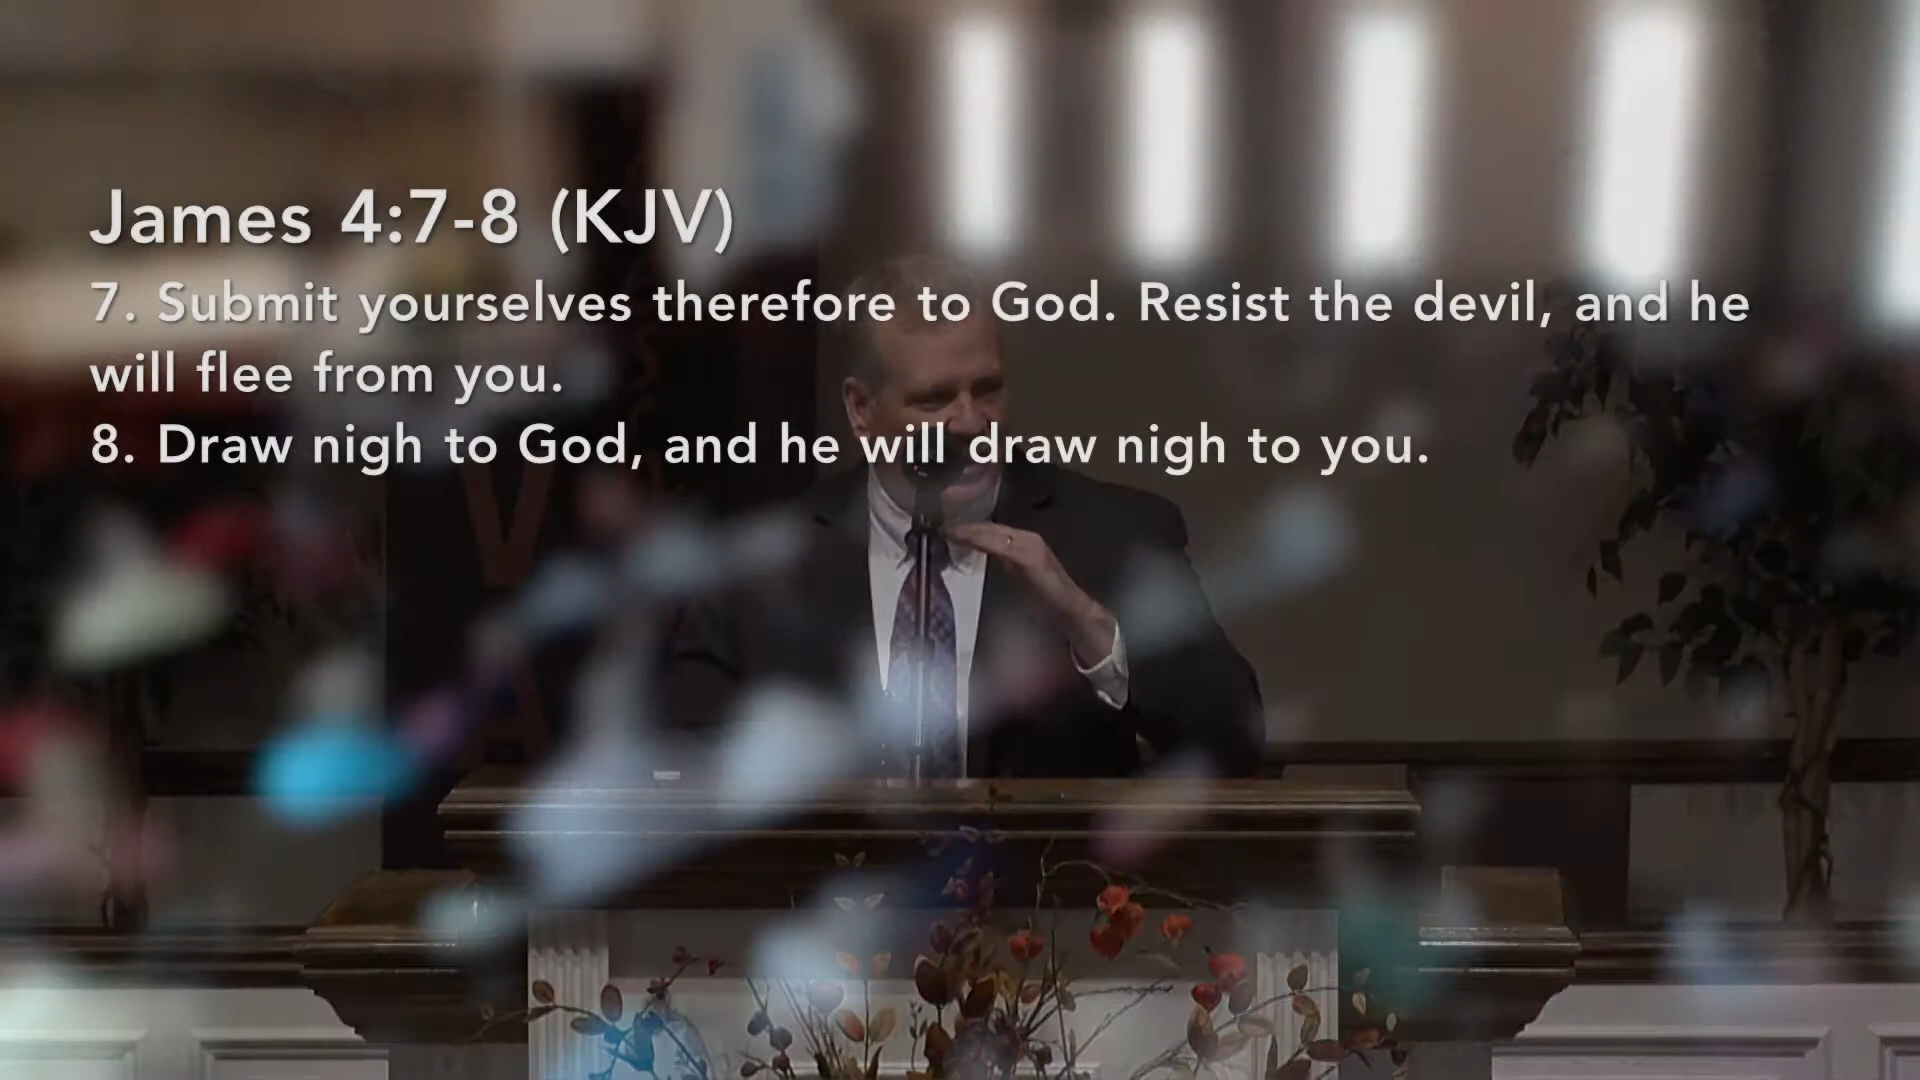 James 4:7-8 (KJV)
7. Submit yourselves therefore to God. Resist the devil, and he
will flee from you.
8. Draw nigh to God, and he will draw nigh to you.